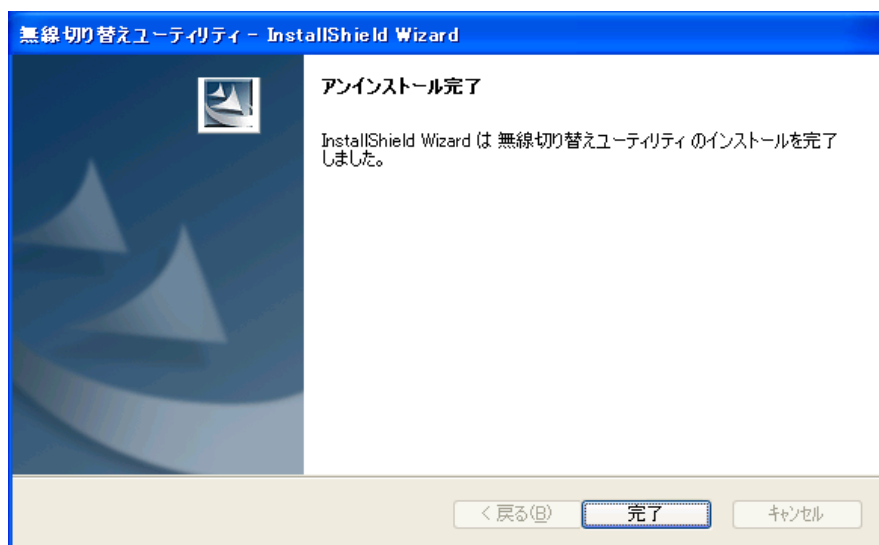 無線切り替えユーティリティ - InstallShield Wizard
アンインストール完了
InstallShield Wizard は 無線切り替えユーティリティ のインストールを完了
しました。
< 戻る(B)
完了
キャンセル